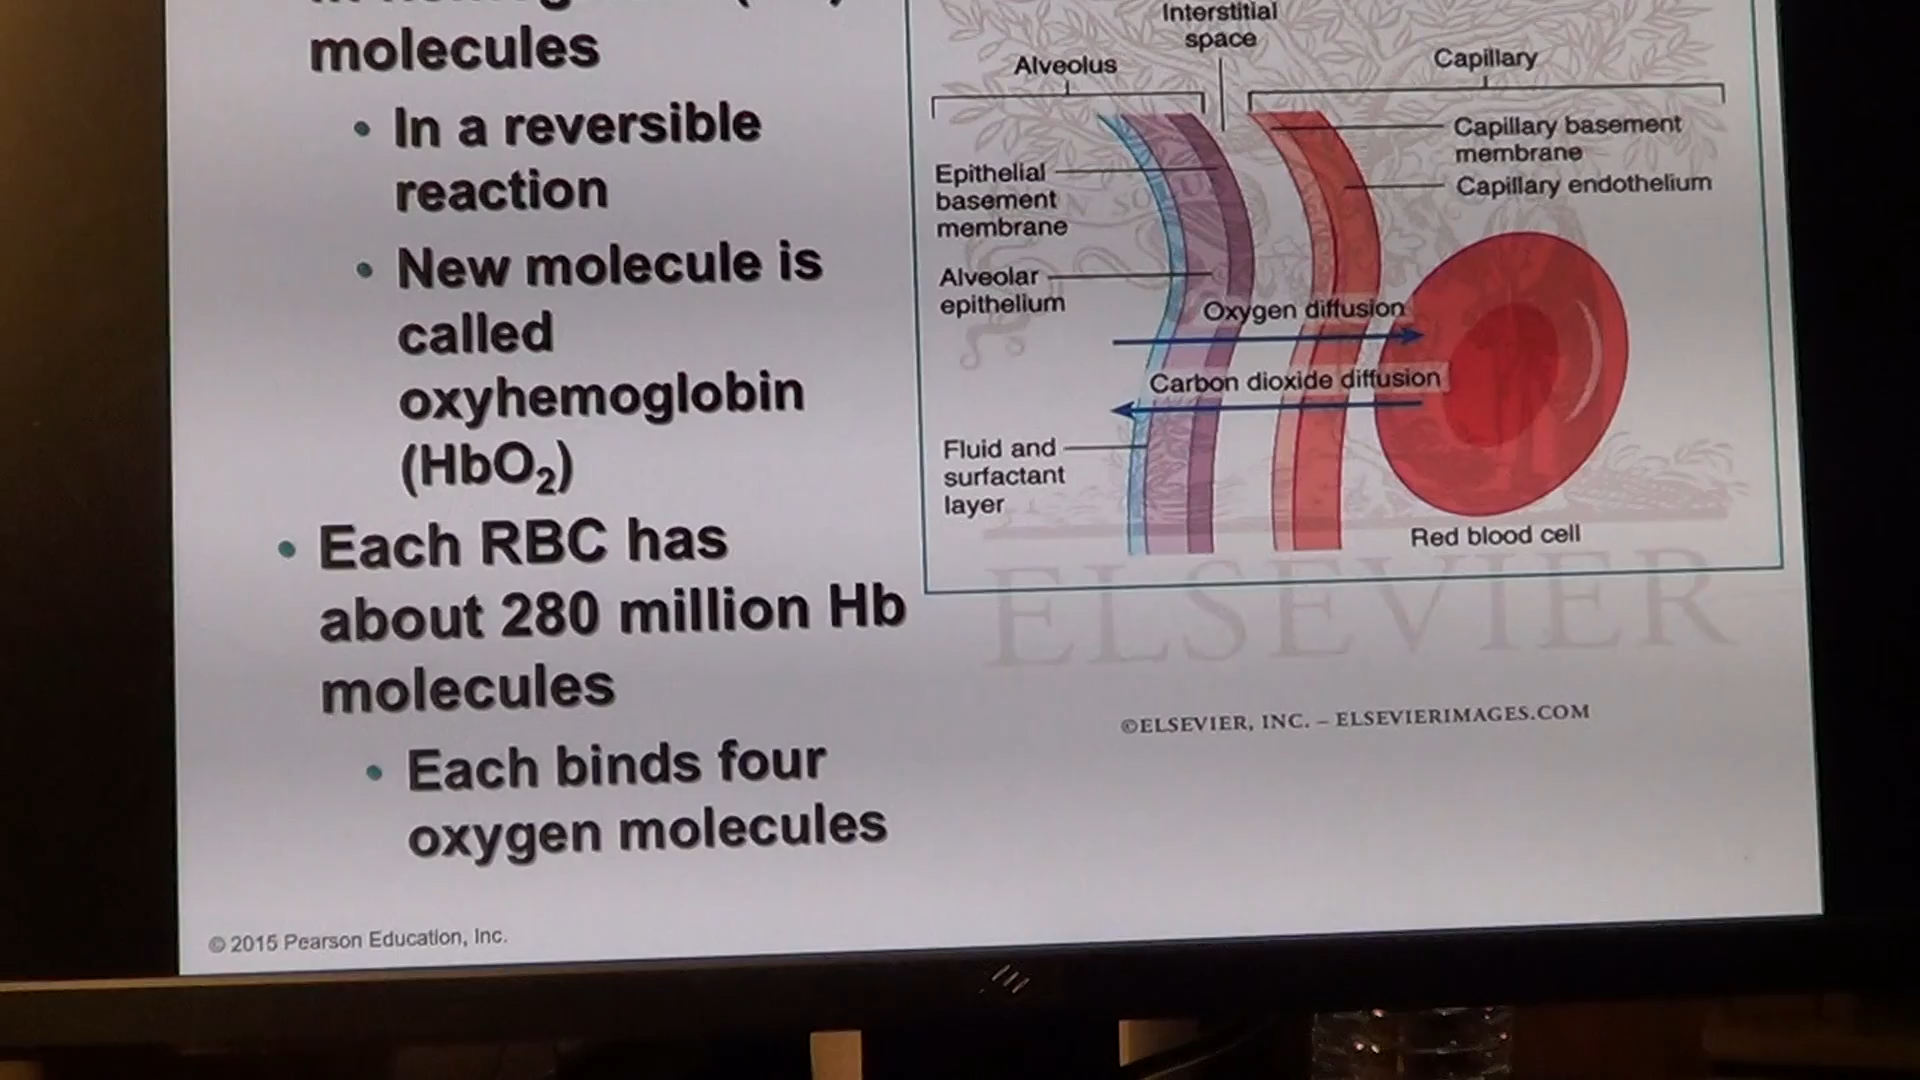 molecules
• In a reversible
reaction
• New molecule is
called
oxyhemoglobin
(HbO₂)
• Each RBC has
about 280 million Hb
molecules
• Each binds four
oxygen molecules
© 2015 Pearson Education, Inc.
Interstitial
space
Alveolus
Capillary
Capillary basement
membrane
Capillary endothelium
Epithelial
basement
membrane
Alveolar
epithelium
Oxygen diffusion
Carbon dioxide diffusion
Fluid and
surfactant
layer
Red blood cell
ELSEVIER
©ELSEVIER, INC. – ELSEVIERIMAGES.COM